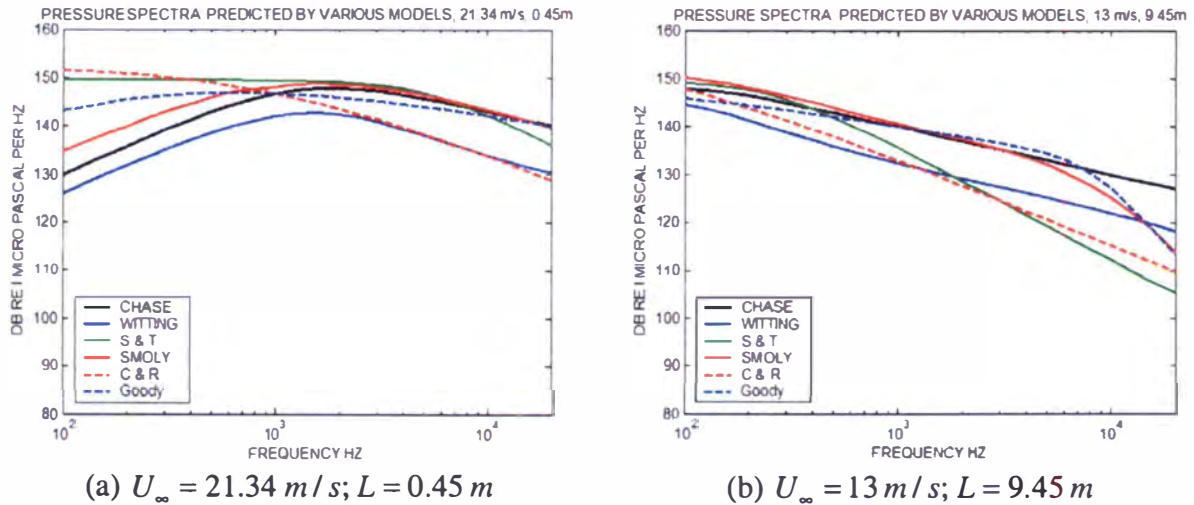 PRESSURE SPECTRA PREDICTED BY VARIOUS MODELS, 21.34 m/s, 0.45m
160
150
140
130
120
110
100
90
80
DB RE 1 MICRO PASCAL PER HZ
CHASE
WITTING
S & T
SMOLY
C & R
Goody
10^2
10^3
10^4
FREQUENCY HZ
(a) U∞ = 21.34 m/s; L = 0.45 m
PRESSURE SPECTRA PREDICTED BY VARIOUS MODELS, 13 m/s, 9.45m
160
150
140
130
120
110
100
90
80
DB RE 1 MICRO PASCAL PER HZ
CHASE
WITTING
S & T
SMOLY
C & R
Goody
10^2
10^3
10^4
FREQUENCY HZ
(b) U∞ = 13 m/s; L = 9.45 m